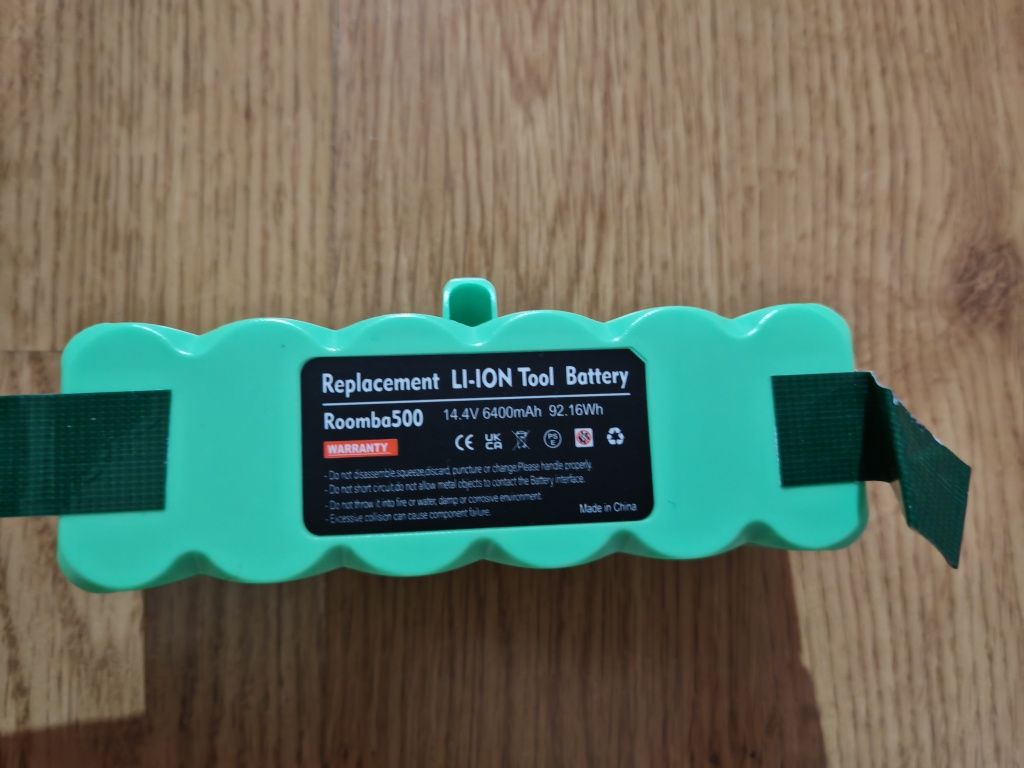 Replacement LI-ION Tool Battery
Roomba500 14.4V 6400mAh 92.16Wh
WARRANTY CE UK CA PS E
- Do not disassemble,squeeze,discard, puncture or change,Please handle properly.
- Do not short circuit,do not allow metal objects to contact the Battery interface.
- Do not throw it into fire or water, damp or corrosive environment.
- Excessive collision can cause component failure.
Made in China